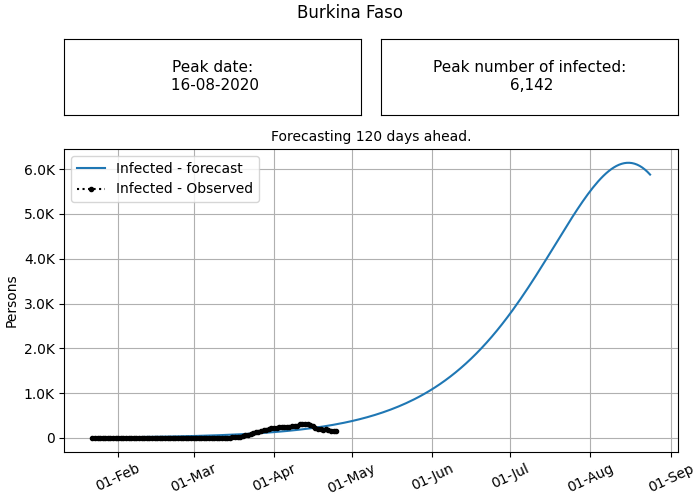 Burkina Faso
Peak date:
16-08-2020
Peak number of infected:
6,142
Forecasting 120 days ahead.
Infected - forecast
Infected - Observed
6.0K
5.0K
4.0K
3.0K
2.0K
1.0K
0
Persons
01-Feb
01-Mar
01-Apr
01-May
01-Jun
01-Jul
01-Aug
01-Sep